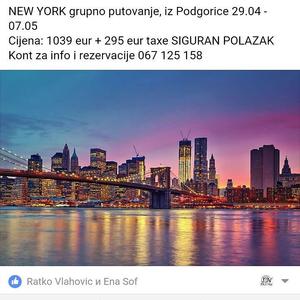 NEW YORK grupno putovanje, iz Podgorice 29.04 -
07.05
Cijena: 1039 eur + 295 eur taxe SIGURAN POLAZAK
Kont za info i rezervacije 067 125 158
Ratko Vlahovic и Ena Sof